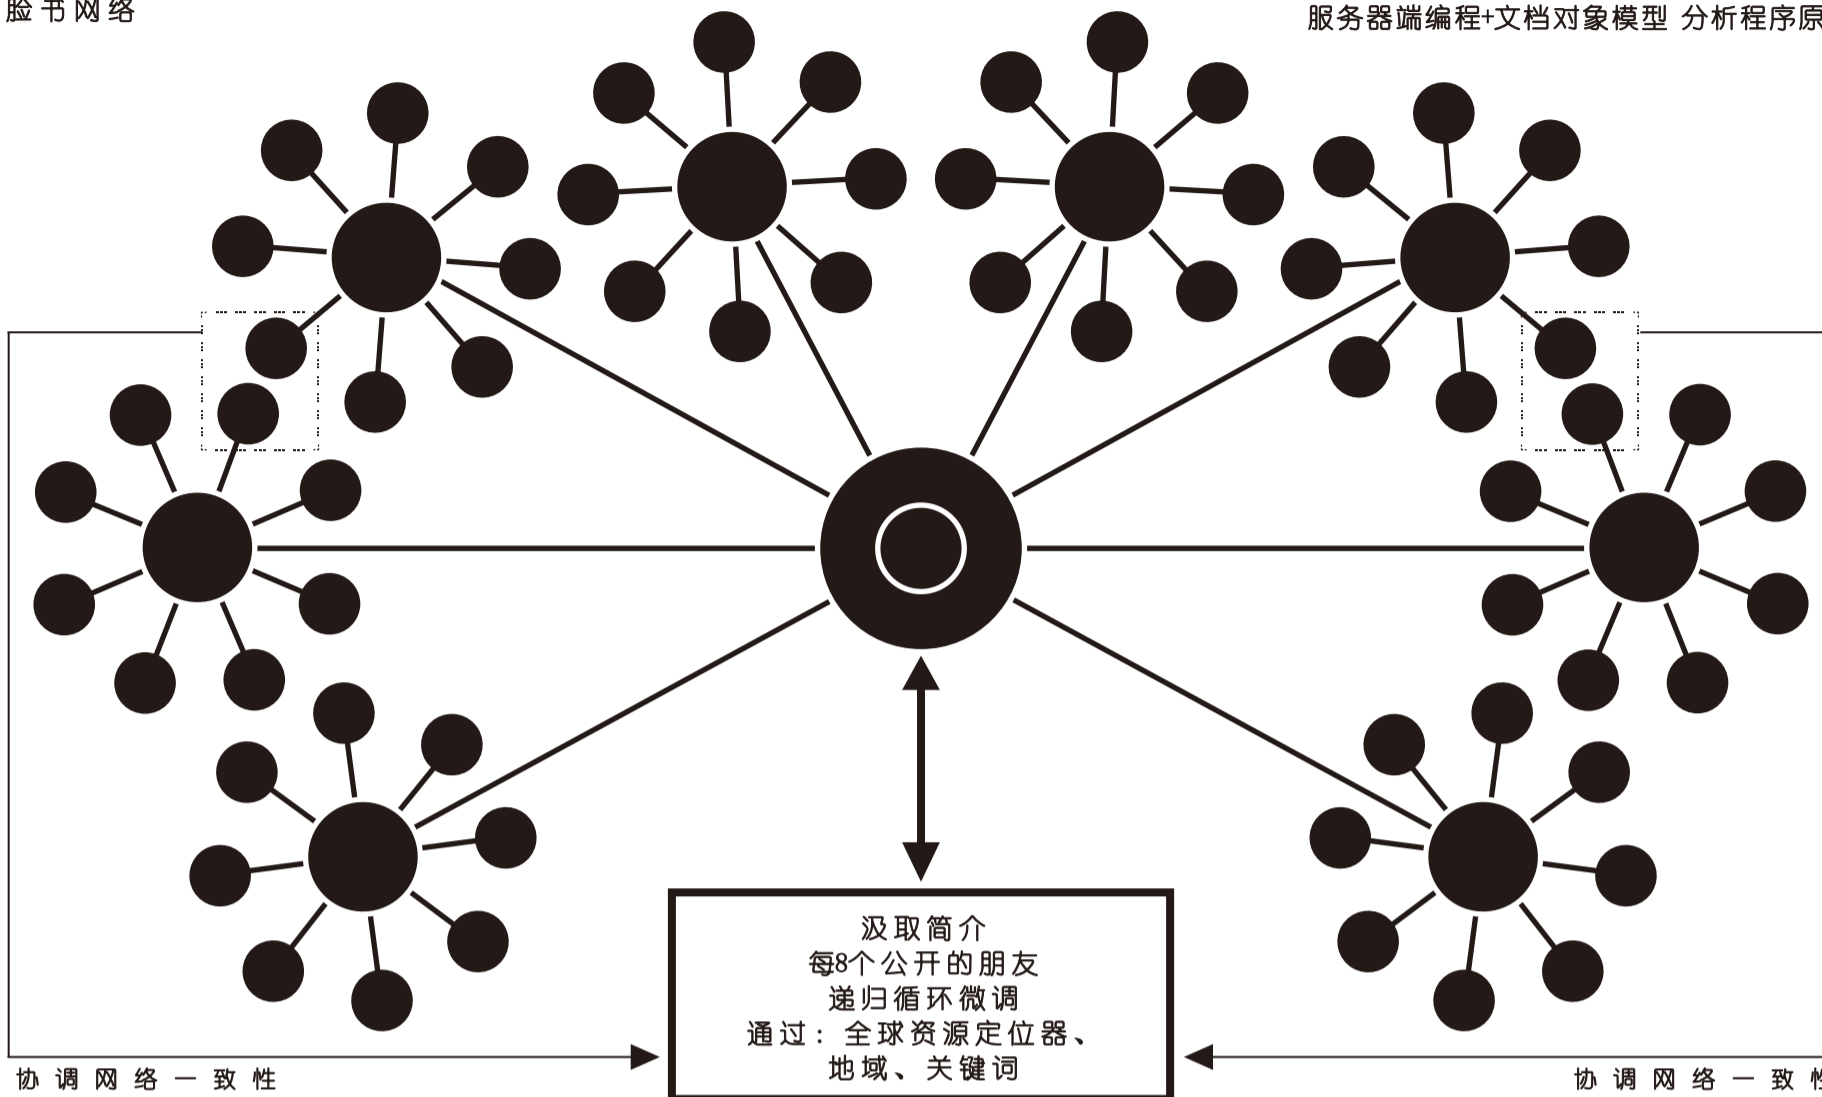 脸书网络
服务器端编程+文档对象模型 分析程序原
汲取简介
每8个公开的朋友
递归循环微调
通过：全球资源定位器、
地域、关键词
协调网络一致性
协调网络一致性